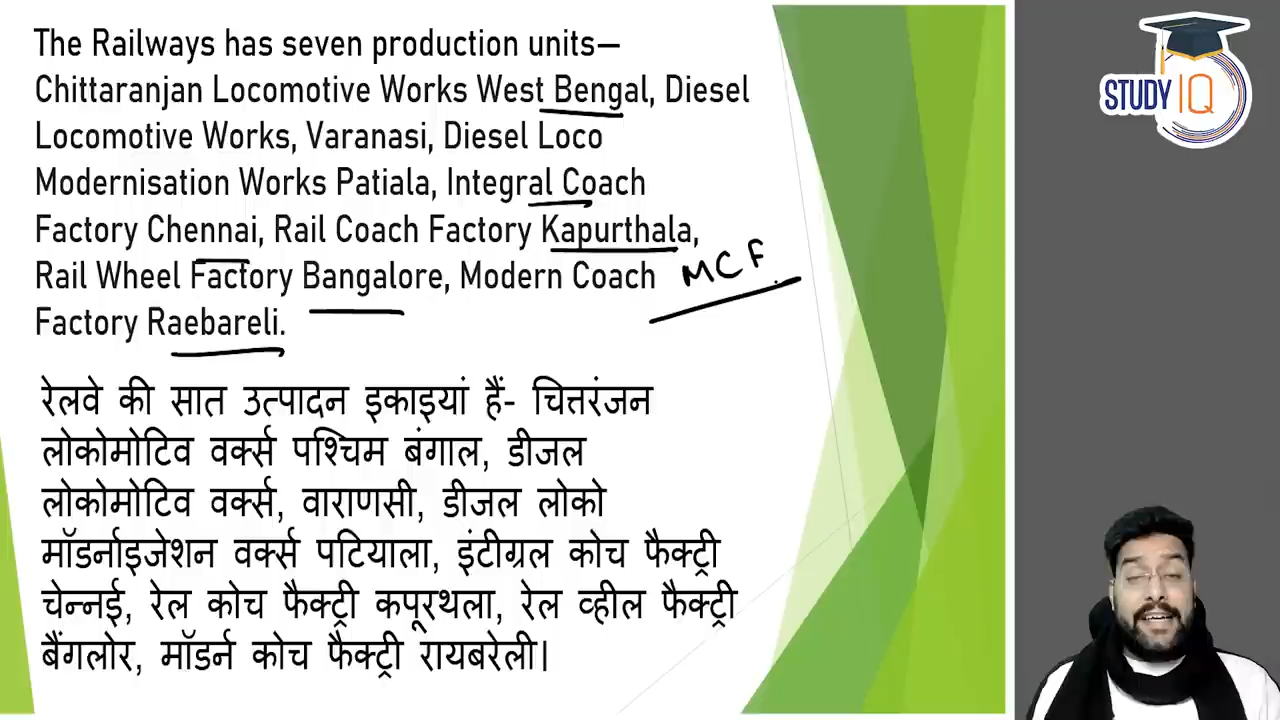 The Railways has seven production units—
Chittaranjan Locomotive Works West Bengal, Diesel
Locomotive Works, Varanasi, Diesel Loco
Modernisation Works Patiala, Integral Coach
Factory Chennai, Rail Coach Factory Kapurthala,
Rail Wheel Factory Bangalore, Modern Coach
Factory Raebareli.
MCF
रेलवे की सात उत्पादन इकाइयां हैं- चित्तरंजन
लोकोमोटिव वर्क्स पश्चिम बंगाल, डीजल
लोकोमोटिव वर्क्स, वाराणसी, डीजल लोको
मॉडर्नाइजेशन वर्क्स पटियाला, इंटीग्रल कोच फैक्ट्री
चेन्नई, रेल कोच फैक्ट्री कपूरथला, रेल व्हील फैक्ट्री
बैंगलोर, मॉडर्न कोच फैक्ट्री रायबरेली।
STUDY IQ